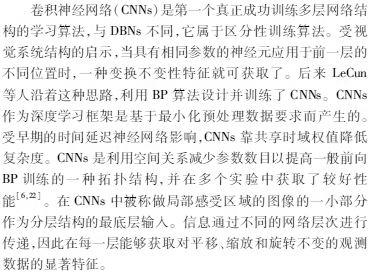 卷积神经网络(CNNs)是第一个真正成功训练多层网络结
构的学习算法,与DBNs不同,它属于区分性训练算法。受视
觉系统结构的启示,当具有相同参数的神经元应用于前一层的
不同位置时,一种变换不变性特征就可获取了。后来LeCun
等人沿着这种思路,利用BP算法设计并训练了CNNs。CNNs
作为深度学习框架是基于最小化预处理数据要求而产生的。
受早期的时间延迟神经网络影响,CNNs靠共享时域权值降低
复杂度。CNNs是利用空间关系减少参数数目以提高一般前向
BP训练的一种拓扑结构,并在多个实验中获取了较好性
能[6,22]。在CNNs中被称做局部感受区域的图像的一小部分
作为分层结构的最底层输入。信息通过不同的网络层次进行
传递,因此在每一层能够获取对平移、缩放和旋转不变的观测
数据的显著特征。